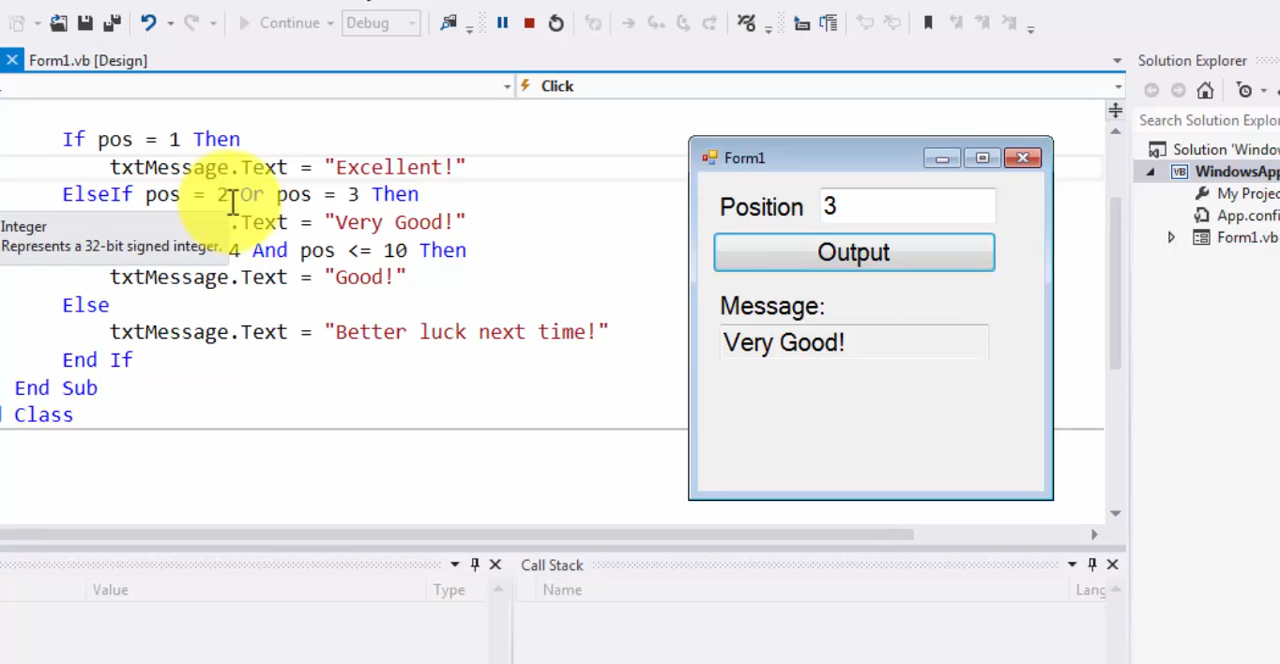 Continue
Debug
Form1.vb [Design]
Click
If pos = 1 Then
txtMessage.Text = "Excellent!"
ElseIf pos = 2 Or pos = 3 Then
Integer
.Text = "Very Good!"
Represents a 32-bit signed integer.
4 And pos <= 10 Then
txtMessage.Text = "Good!"
Else
txtMessage.Text = "Better luck next time!"
End If
End Sub
Class
Form1
Position 3
Output
Message:
Very Good!
Solution Explorer
Search Solution Explor
Solution 'Windov
WindowsApp
VB
My Projec
App.confi
Form1.vb
Value
Type
Call Stack
Name
Lang